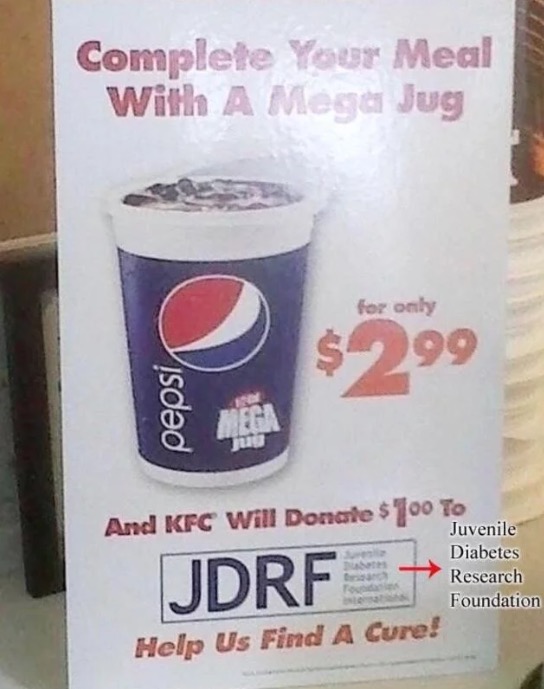 Complete Your Meal
With A Mega Jug
for only
$2.99
pepsi
MEGA
jug
And KFC Will Donate $1.00 To
JDRF
Juvenile
Diabetes
Research
Foundation
International
Juvenile
Diabetes
Research
Foundation
Help Us Find A Cure!